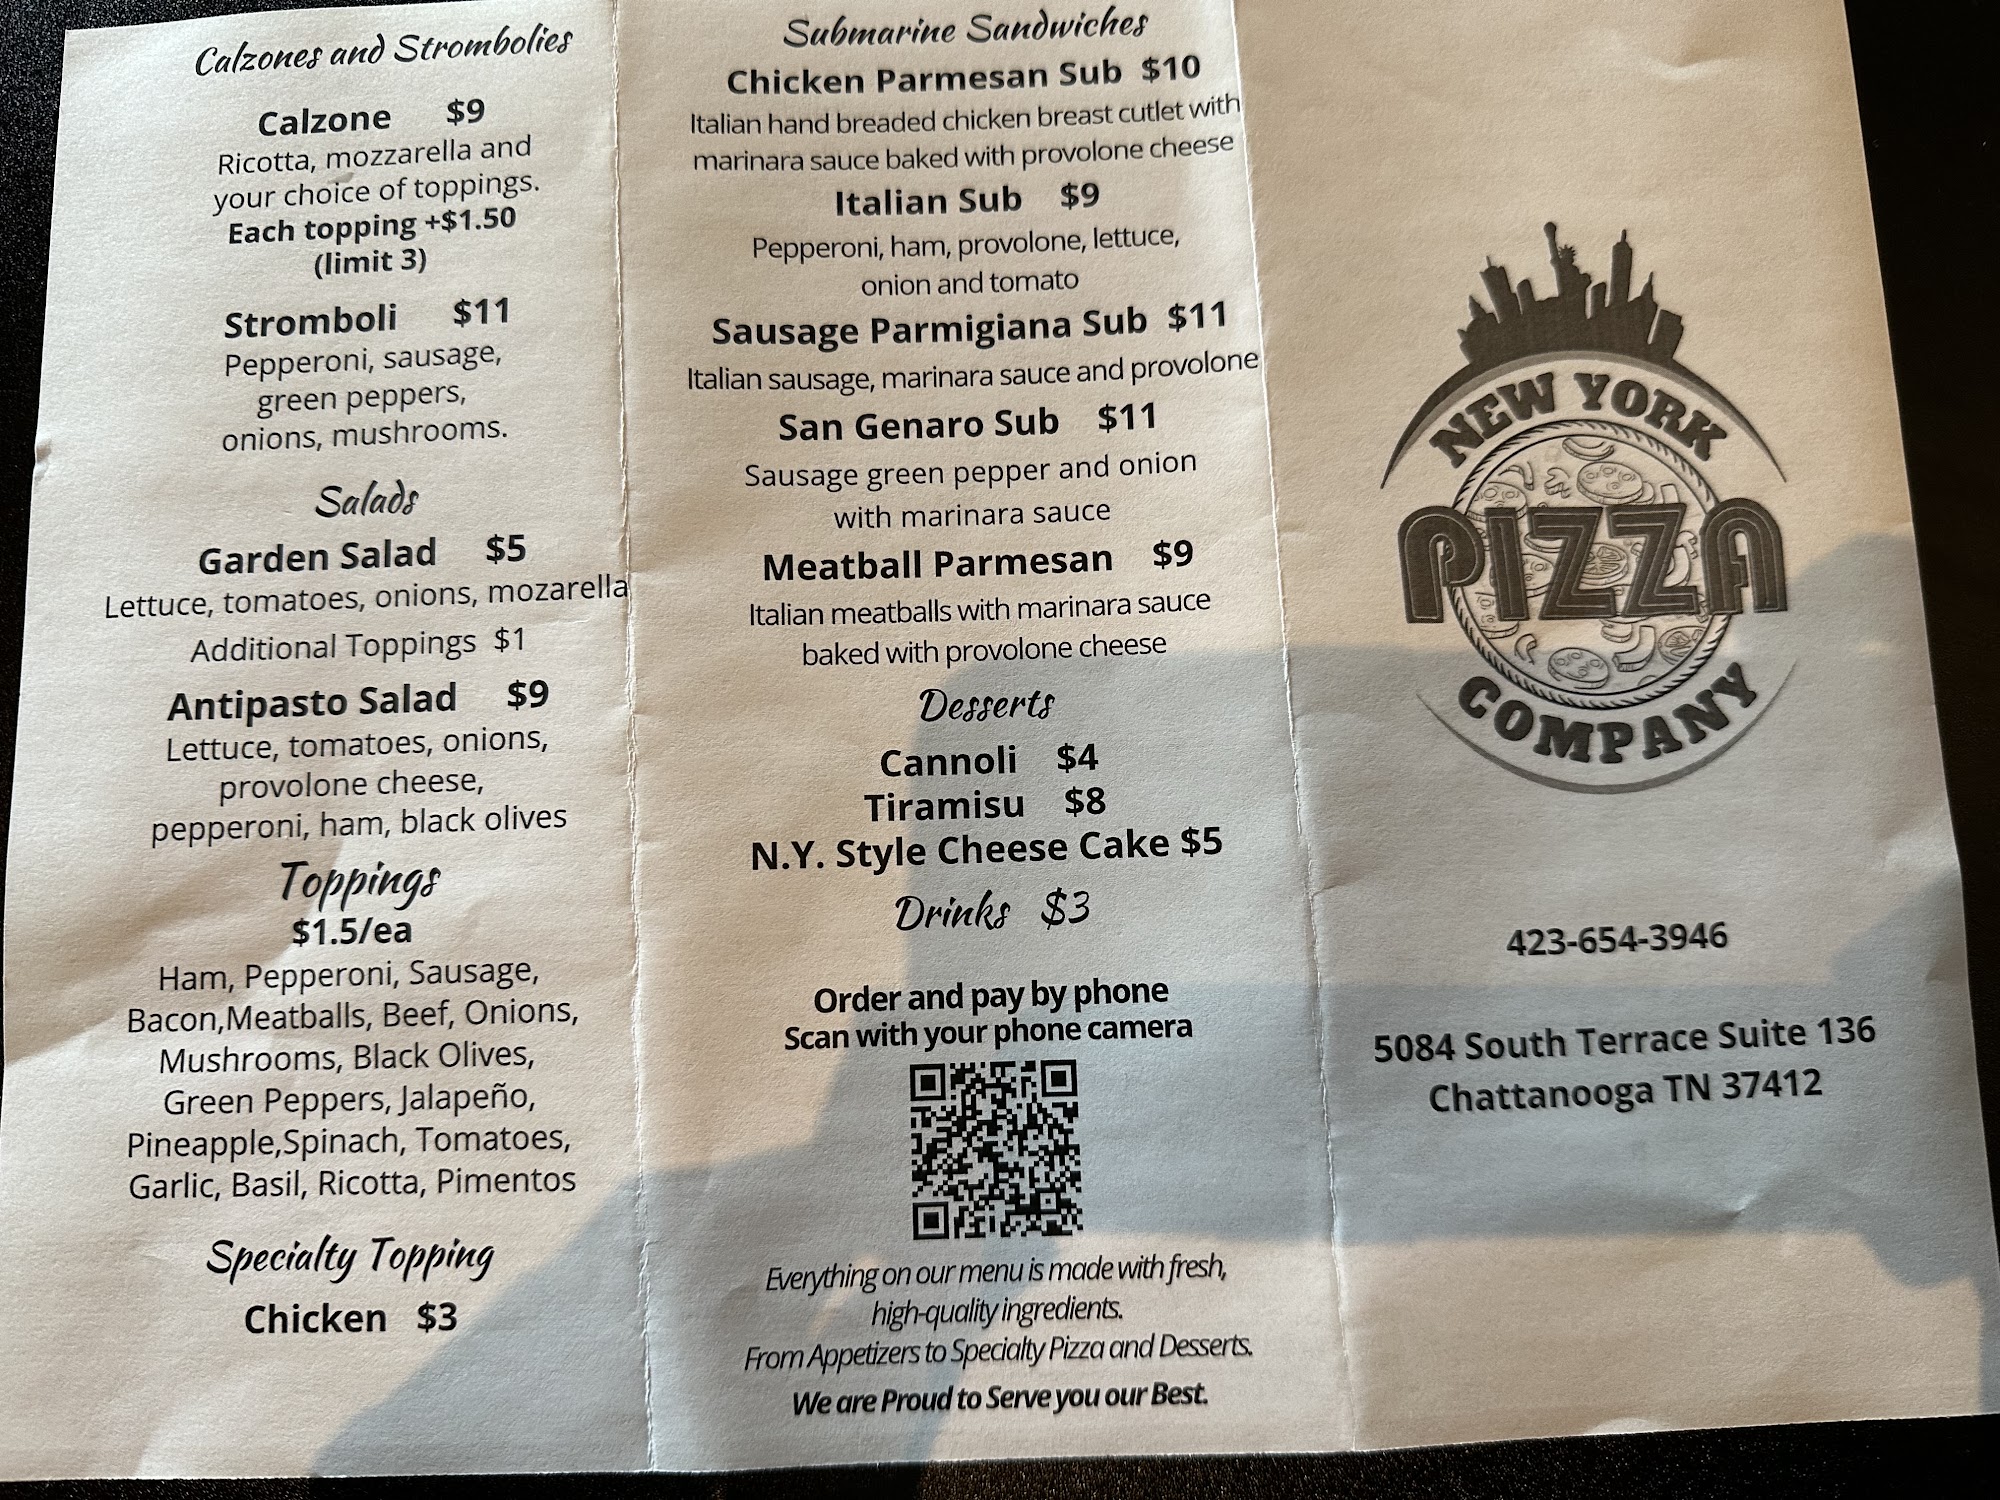 Calzones and Strombolies
Calzone $9
Ricotta, mozzarella and
your choice of toppings.
Each topping +$1.50
(limit 3)
Stromboli $11
Pepperoni, sausage,
green peppers,
onions, mushrooms.
Salads
Garden Salad $5
Lettuce, tomatoes, onions, mozarella
Additional Toppings $1
Antipasto Salad $9
Lettuce, tomatoes, onions,
provolone cheese,
pepperoni, ham, black olives
Toppings
$1.5/ea
Ham, Pepperoni, Sausage,
Bacon,Meatballs, Beef, Onions,
Mushrooms, Black Olives,
Green Peppers, Jalapeño,
Pineapple,Spinach, Tomatoes,
Garlic, Basil, Ricotta, Pimentos
Specialty Topping
Chicken $3
Submarine Sandwiches
Chicken Parmesan Sub $10
Italian hand breaded chicken breast cutlet with
marinara sauce baked with provolone cheese
Italian Sub $9
Pepperoni, ham, provolone, lettuce,
onion and tomato
Sausage Parmigiana Sub $11
Italian sausage, marinara sauce and provolone
San Genaro Sub $11
Sausage green pepper and onion
with marinara sauce
Meatball Parmesan $9
Italian meatballs with marinara sauce
baked with provolone cheese
Desserts
Cannoli $4
Tiramisu $8
N.Y. Style Cheese Cake $5
Drinks $3
Order and pay by phone
Scan with your phone camera
Everything on our menu is made with fresh,
high-quality ingredients.
From Appetizers to Specialty Pizza and Desserts.
We are Proud to Serve you our Best.
NEW YORK
PIZZA
COMPANY
423-654-3946
5084 South Terrace Suite 136
Chattanooga TN 37412